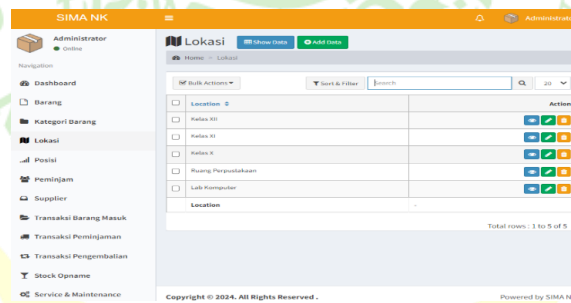 SIMA NK
Administrator
Administrator
Online
Lokasi Show Data Add Data
Home Lokasi
Navigation
Dashboard
Barang
Kategori Barang
Lokasi
Posisi
Peminjam
Supplier
Transaksi Barang Masuk
Transaksi Peminjaman
Transaksi Pengembalian
Stock Opname
Service & Maintenance
Bulk Actions Sort & Filter Search 20
Location Action
Kelas XII
Kelas XI
Kelas X
Ruang Perpustakaan
Lab Komputer
Location -
Total rows : 1 to 5 of 5
Copyright © 2024. All Rights Reserved . Powered by SIMA N